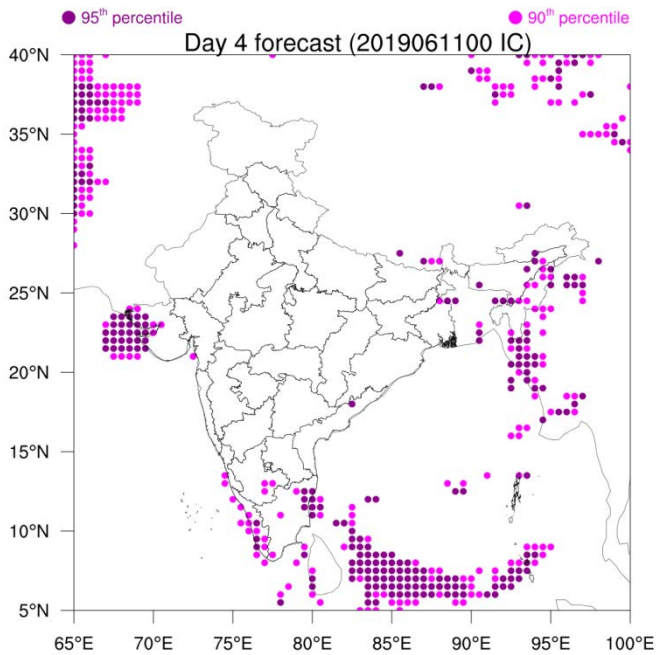 95th percentile 90th percentile
Day 4 forecast (2019061100 IC)
40°N
35°N
30°N
25°N
20°N
15°N
10°N
5°N
65°E 70°E 75°E 80°E 85°E 90°E 95°E 100°E